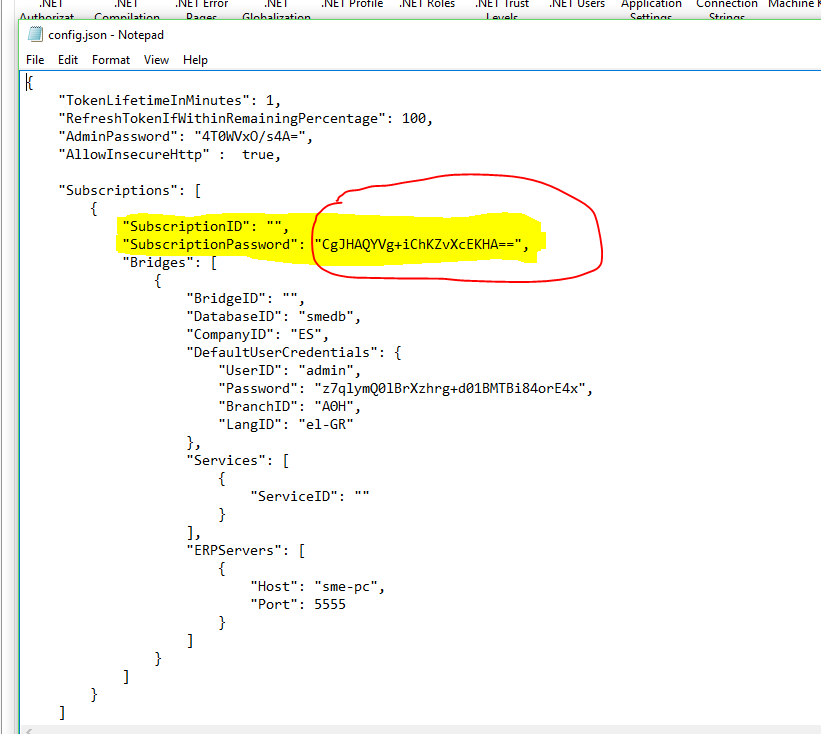 .NET .NET .NET Error .NET .NET Profile .NET Roles .NET Trust .NET Users Application Connection Machine K
Authorizat Compilation Pages Globalization Levels Settings Strings
config.json - Notepad
File Edit Format View Help
{
"TokenLifetimeInMinutes": 1,
"RefreshTokenIfWithinRemainingPercentage": 100,
"AdminPassword": "4T0WVxO/s4A=",
"AllowInsecureHttp" : true,
"Subscriptions": [
{
"SubscriptionID": "",
"SubscriptionPassword": "CgJHAQYVg+iChKZvXcEKHA==",
"Bridges": [
{
"BridgeID": "",
"DatabaseID": "smedb",
"CompanyID": "ES",
"DefaultUserCredentials": {
"UserID": "admin",
"Password": "z7qlymQ0lBrXzhrg+d01BMTBi84orE4x",
"BranchID": "ΑΘΗ",
"LangID": "el-GR"
},
"Services": [
{
"ServiceID": ""
}
],
"ERPServers": [
{
"Host": "sme-pc",
"Port": 5555
}
]
}
]
}
]